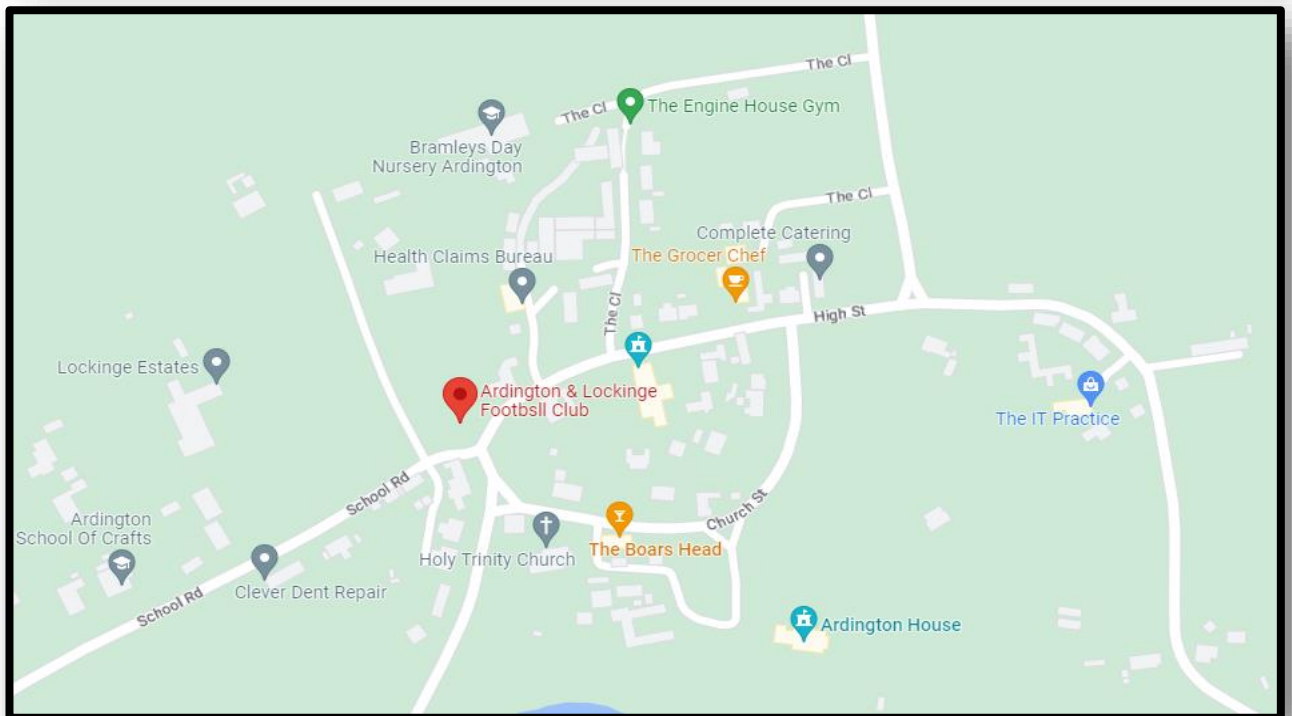 The Cl
The Cl
The Engine House Gym
Bramleys Day
Nursery Ardington
The Cl
Complete Catering
Health Claims Bureau
The Grocer Chef
The Cl
High St
Lockinge Estates
Ardington & Lockinge
Footbsll Club
The IT Practice
School Rd
Church St
Ardington
School Of Crafts
Holy Trinity Church
The Boars Head
Clever Dent Repair
School Rd
Ardington House